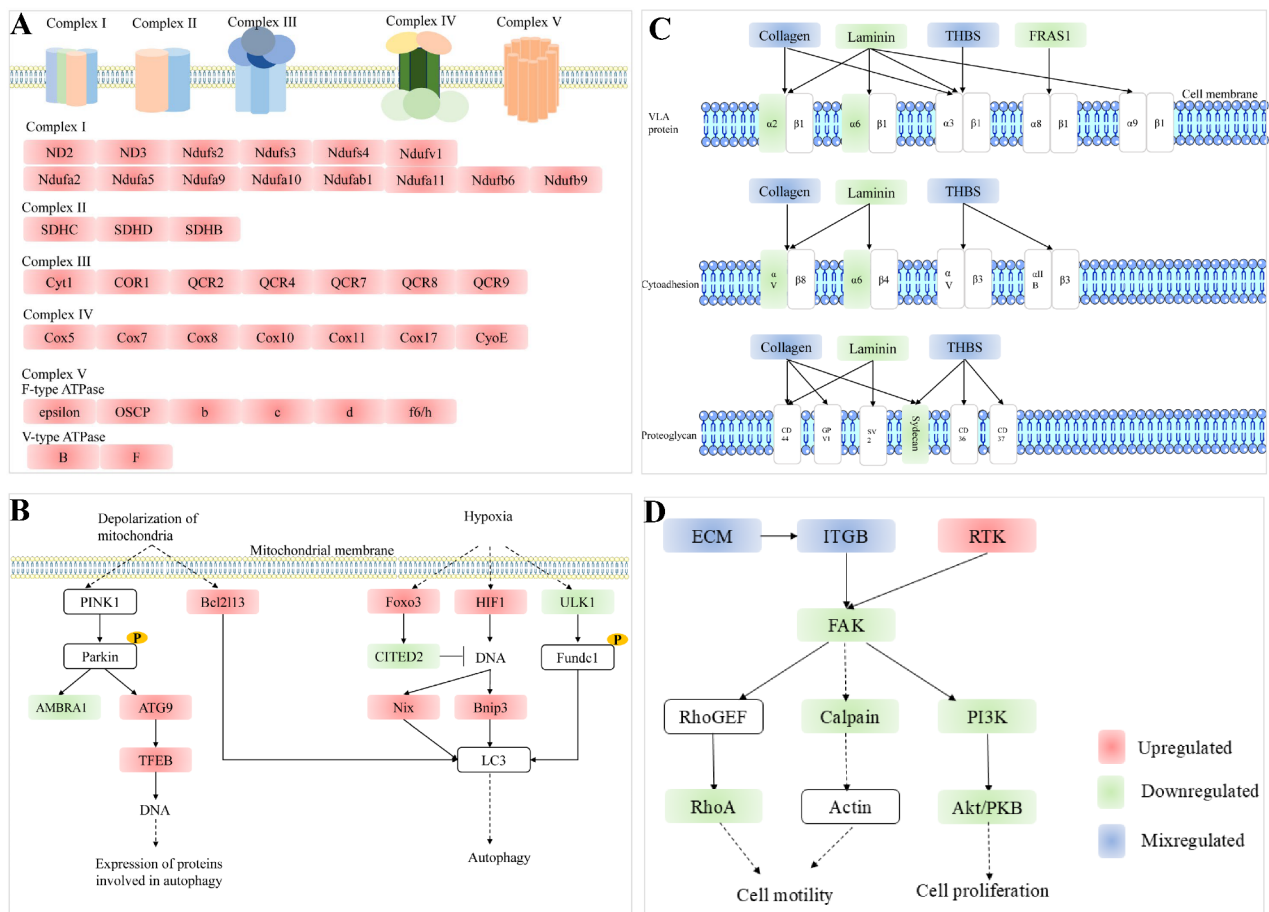 A
Complex I
Complex II
Complex III
Complex IV
Complex V
Complex I
ND2 ND3 Ndufs2 Ndufs3 Ndufs4 Ndufv1
Ndufa2 Ndufa5 Ndufa9 Ndufa10 Ndufab1 Ndufa11 Ndufb6 Ndufb9
Complex II
SDHC SDHD SDHB
Complex III
Cyt1 COR1 QCR2 QCR4 QCR7 QCR8 QCR9
Complex IV
Cox5 Cox7 Cox8 Cox10 Cox11 Cox17 CyoE
Complex V
F-type ATPase
epsilon OSCP b c d f6/h
V-type ATPase
B F
B
Depolarization of
mitochondria
Hypoxia
Mitochondrial membrane
PINK1 Bcl2l13 Foxo3 HIF1 ULK1
P
P
Parkin CITED2 DNA Fundc1
AMBRA1 ATG9 Nix Bnip3
TFEB LC3
DNA
Expression of proteins
involved in autophagy
Autophagy
C
Collagen Laminin THBS FRAS1
Cell membrane
VLA
protein
α2 β1 α6 β1 α3 β1 α8 β1 α9 β1
Collagen Laminin THBS
Cytoadhesion
α
V
β8 α6 β4
α
V
β3
αII
B
β3
Collagen Laminin THBS
Proteoglycan
CD
44
GP
VI
SV
2
Sydecan
CD
36
CD
37
D
ECM ITGB RTK
FAK
RhoGEF Calpain PI3K
RhoA Actin Akt/PKB
Cell motility
Cell proliferation
Upregulated
Downregulated
Mixregulated